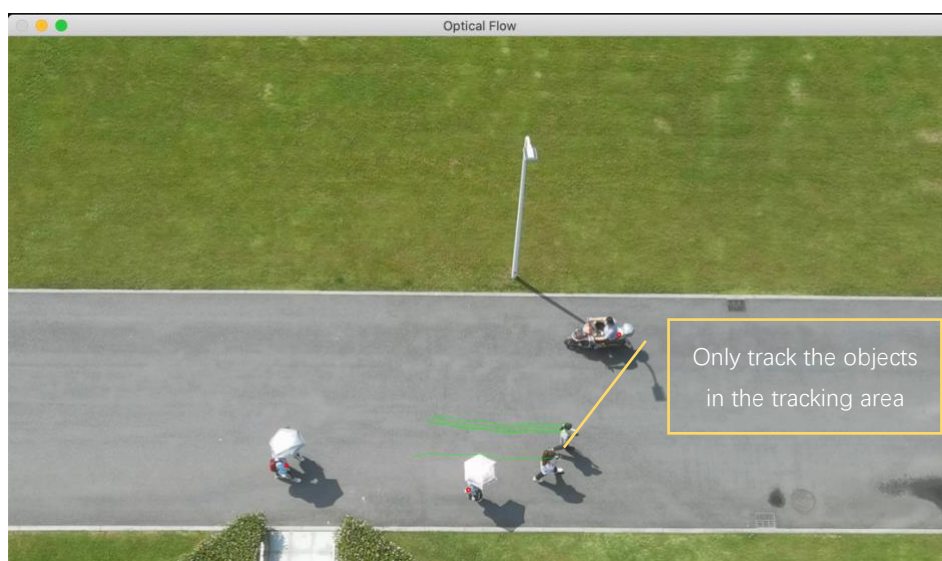 Optical Flow
Only track the objects
in the tracking area